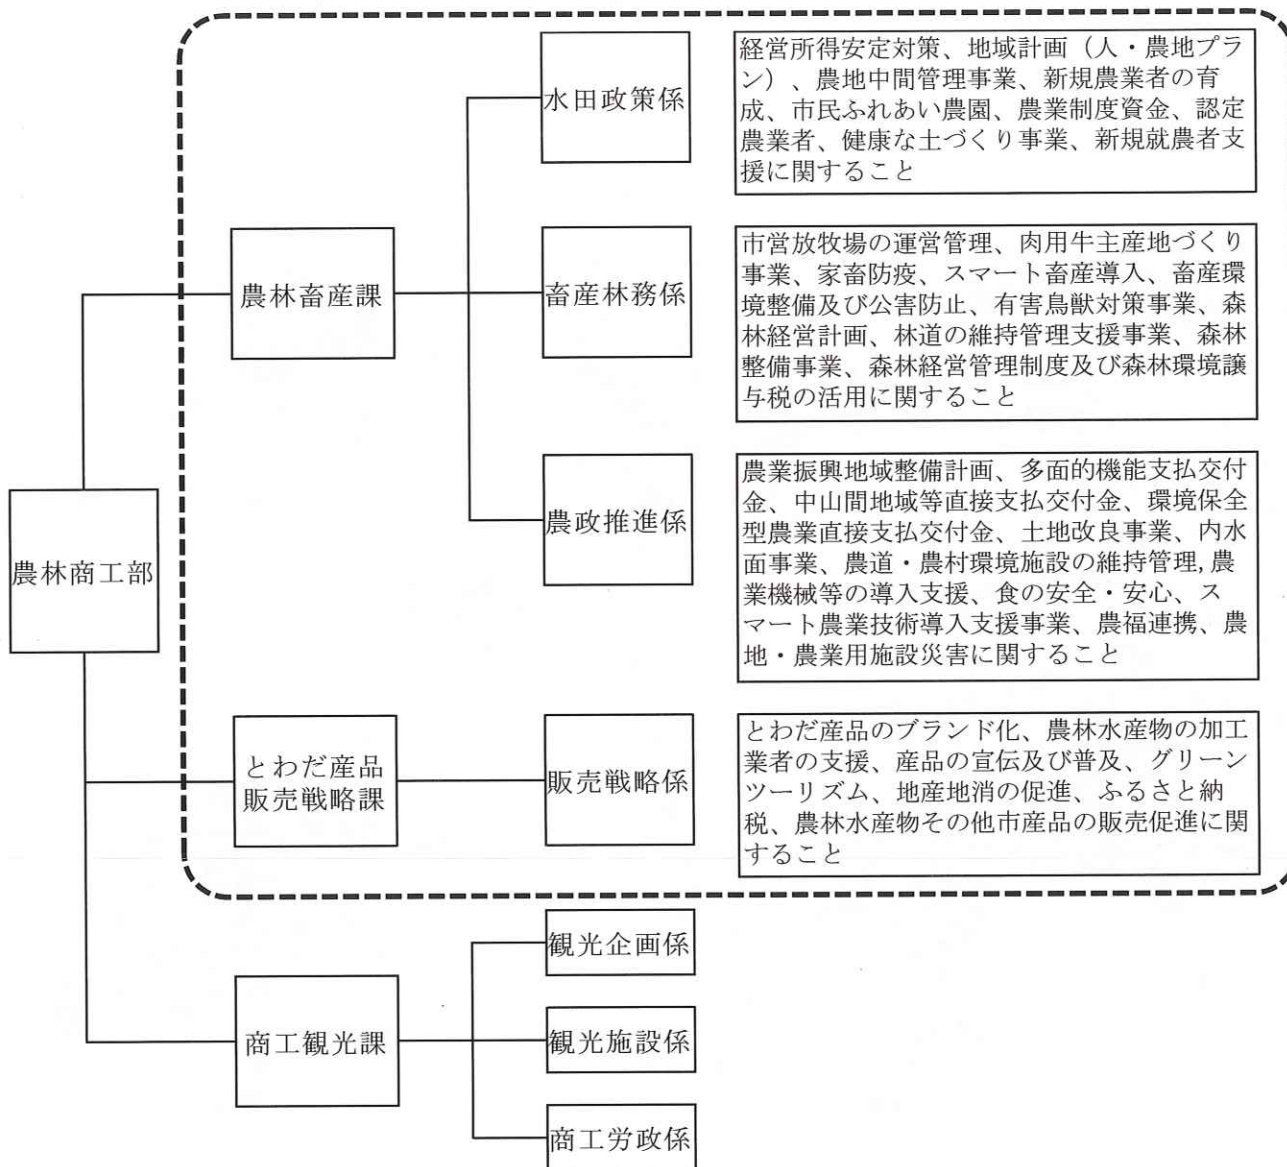 農林商工部
農林畜産課
水田政策係
経営所得安定対策、地域計画（人・農地プラ
ン）、農地中間管理事業、新規農業者の育
成、市民ふれあい農園、農業制度資金、認定
農業者、健康な土づくり事業、新規就農者支
援に関すること
畜産林務係
市営放牧場の運営管理、肉用牛主産地づくり
事業、家畜防疫、スマート畜産導入、畜産環
境整備及び公害防止、有害鳥獣対策事業、森
林経営計画、林道の維持管理支援事業、森林
整備事業、森林経営管理制度及び森林環境譲
与税の活用に関すること
農政推進係
農業振興地域整備計画、多面的機能支払交付
金、中山間地域等直接支払交付金、環境保全
型農業直接支払交付金、土地改良事業、内水
面事業、農道・農村環境施設の維持管理,農
業機械等の導入支援、食の安全・安心、ス
マート農業技術導入支援事業、農福連携、農
地・農業用施設災害に関すること
とわだ産品
販売戦略課
販売戦略係
とわだ産品のブランド化、農林水産物の加工
業者の支援、産品の宣伝及び普及、グリーン
ツーリズム、地産地消の促進、ふるさと納
税、農林水産物その他市産品の販売促進に関
すること
商工観光課
観光企画係
観光施設係
商工労政係